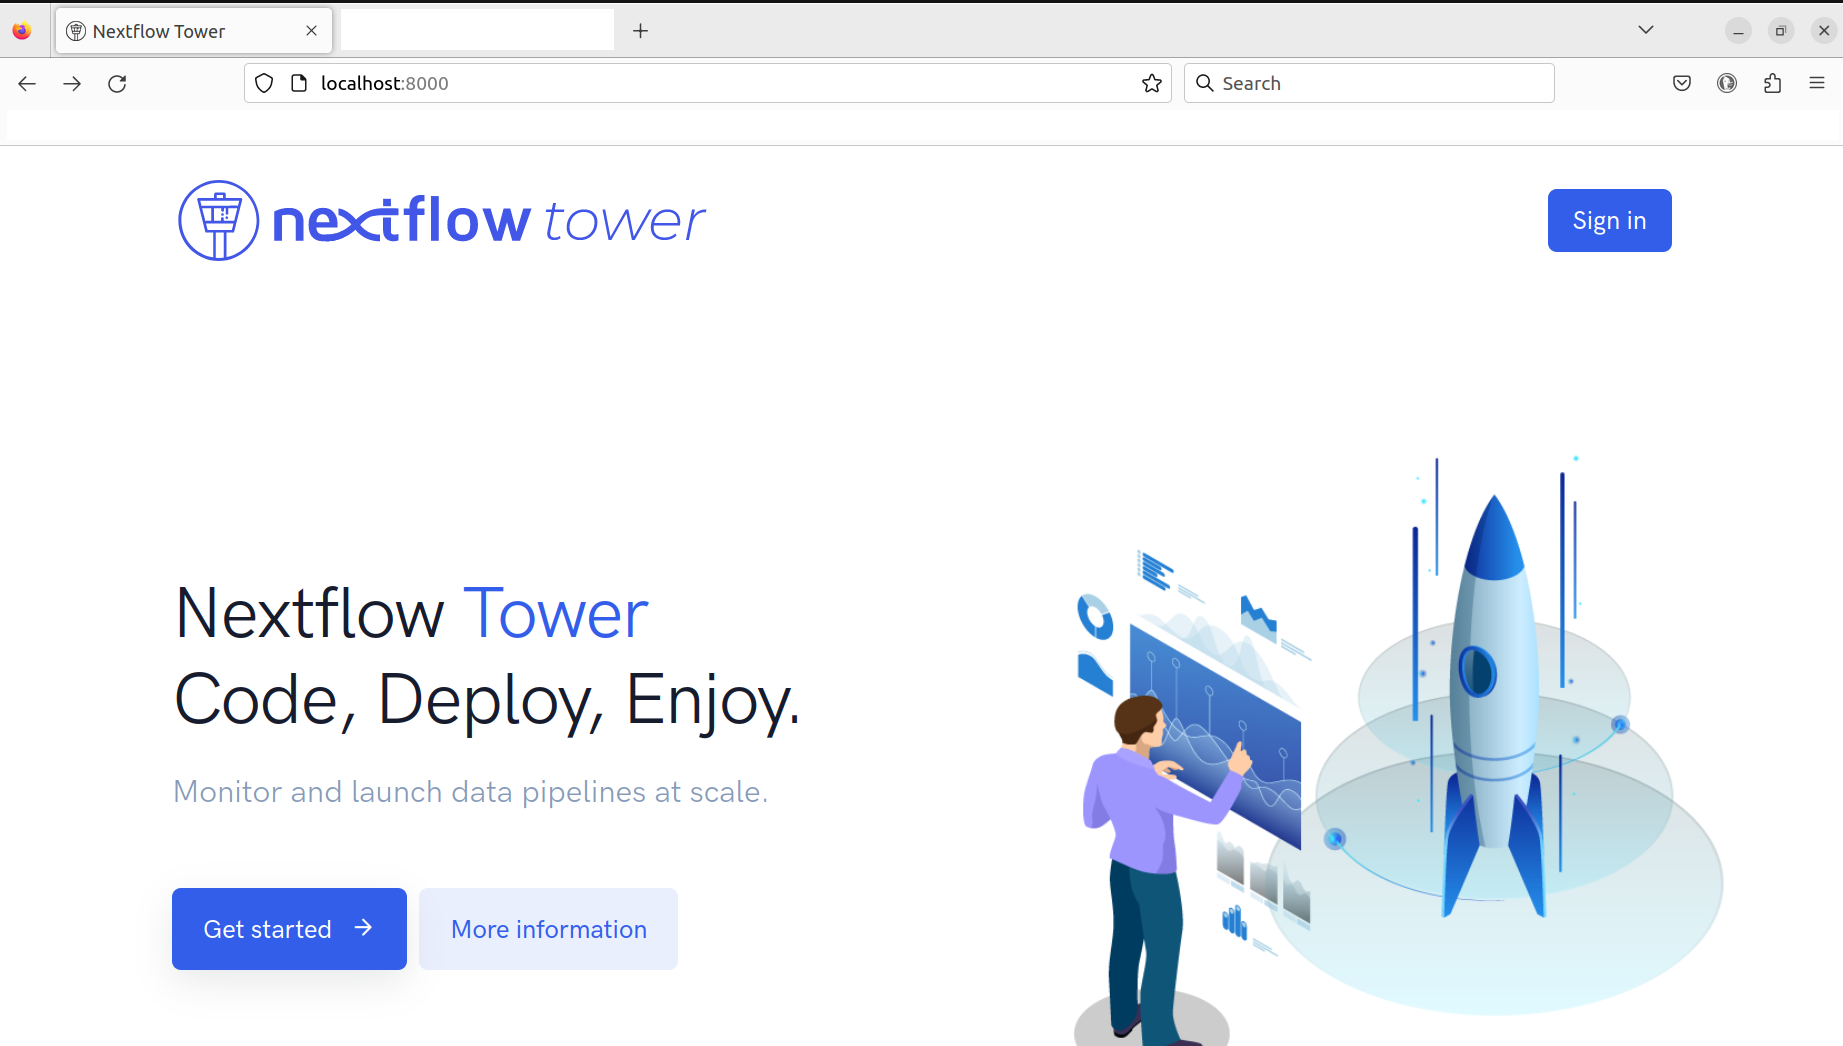 Nextflow Tower
localhost:8000
Search
nextflow tower
Sign in
Nextflow Tower
Code, Deploy, Enjoy.
Monitor and launch data pipelines at scale.
Get started
More information